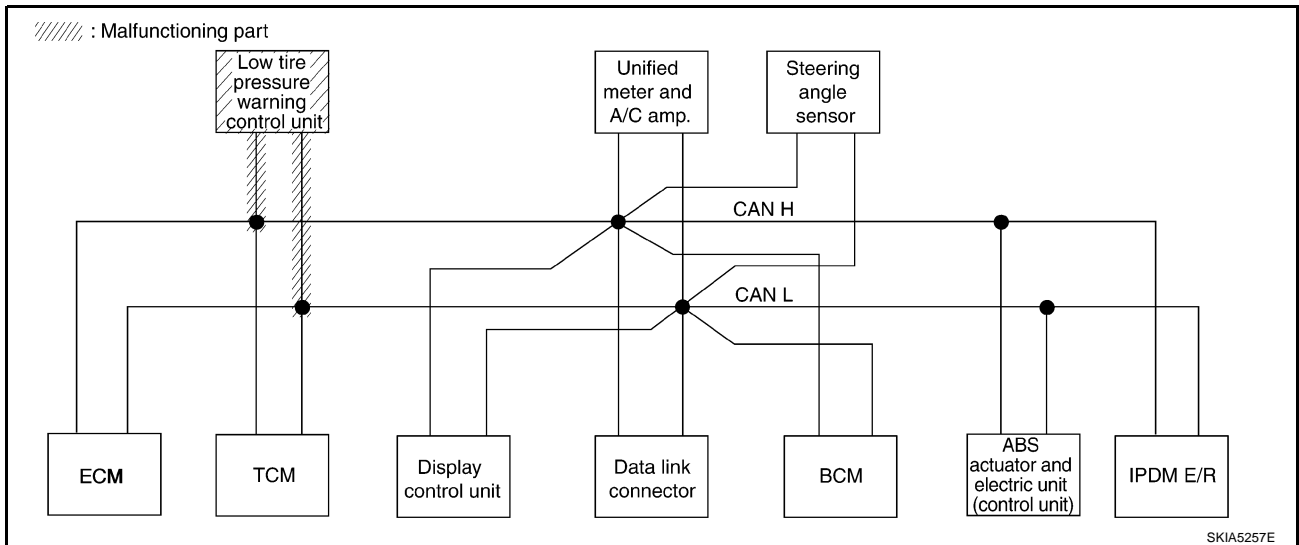 : Malfunctioning part
Low tire
pressure
warning
control unit
Unified
meter and
A/C amp.
Steering
angle
sensor
CAN H
CAN L
ECM
TCM
Display
control unit
Data link
connector
BCM
ABS
actuator and
electric unit
(control unit)
IPDM E/R
SKIA5257E